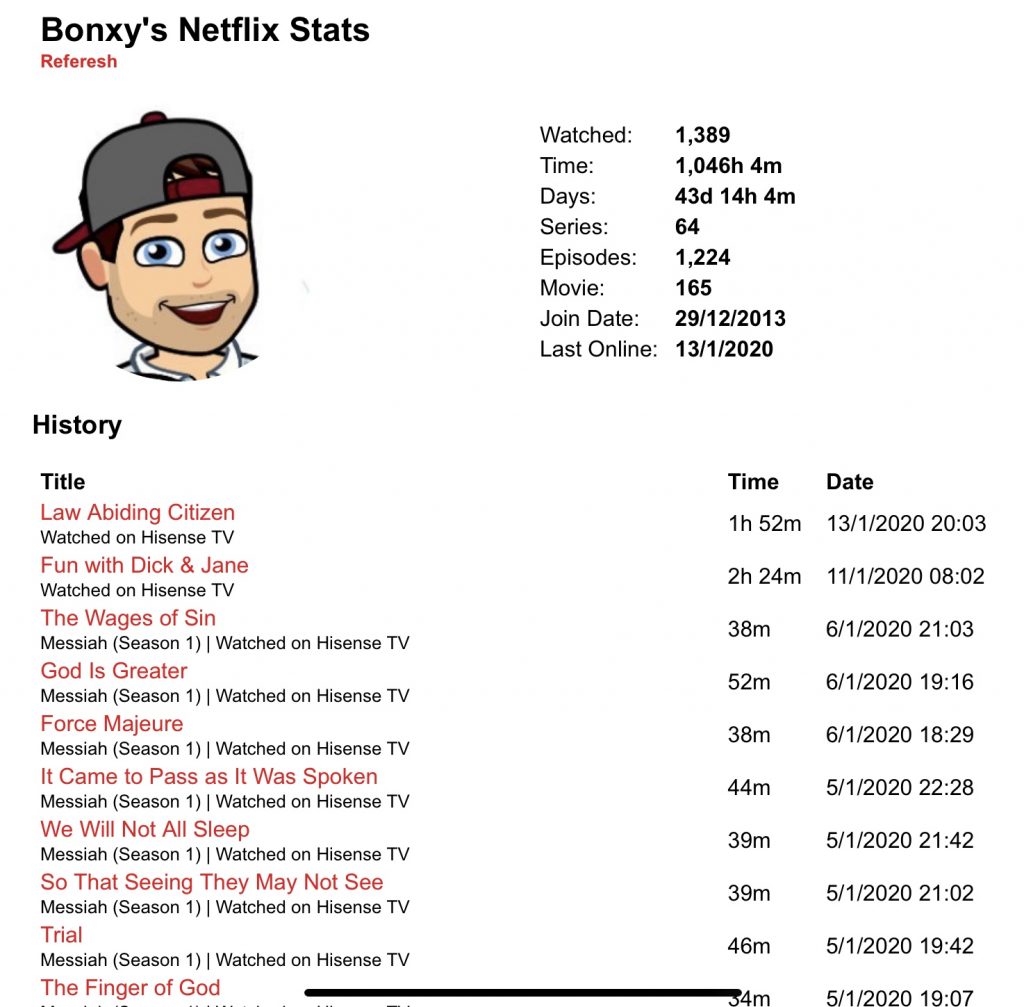 Bonxy's Netflix Stats
Referesh
Watched: 1,389
Time: 1,046h 4m
Days: 43d 14h 4m
Series: 64
Episodes: 1,224
Movie: 165
Join Date: 29/12/2013
Last Online: 13/1/2020
History
Title Time Date
Law Abiding Citizen
Watched on Hisense TV
1h 52m 13/1/2020 20:03
Fun with Dick & Jane
Watched on Hisense TV
2h 24m 11/1/2020 08:02
The Wages of Sin
Messiah (Season 1) | Watched on Hisense TV
38m 6/1/2020 21:03
God Is Greater
Messiah (Season 1) | Watched on Hisense TV
52m 6/1/2020 19:16
Force Majeure
Messiah (Season 1) | Watched on Hisense TV
38m 6/1/2020 18:29
It Came to Pass as It Was Spoken
Messiah (Season 1) | Watched on Hisense TV
44m 5/1/2020 22:28
We Will Not All Sleep
Messiah (Season 1) | Watched on Hisense TV
39m 5/1/2020 21:42
So That Seeing They May Not See
Messiah (Season 1) | Watched on Hisense TV
39m 5/1/2020 21:02
Trial
Messiah (Season 1) | Watched on Hisense TV
46m 5/1/2020 19:42
The Finger of God
34m 5/1/2020 19:07